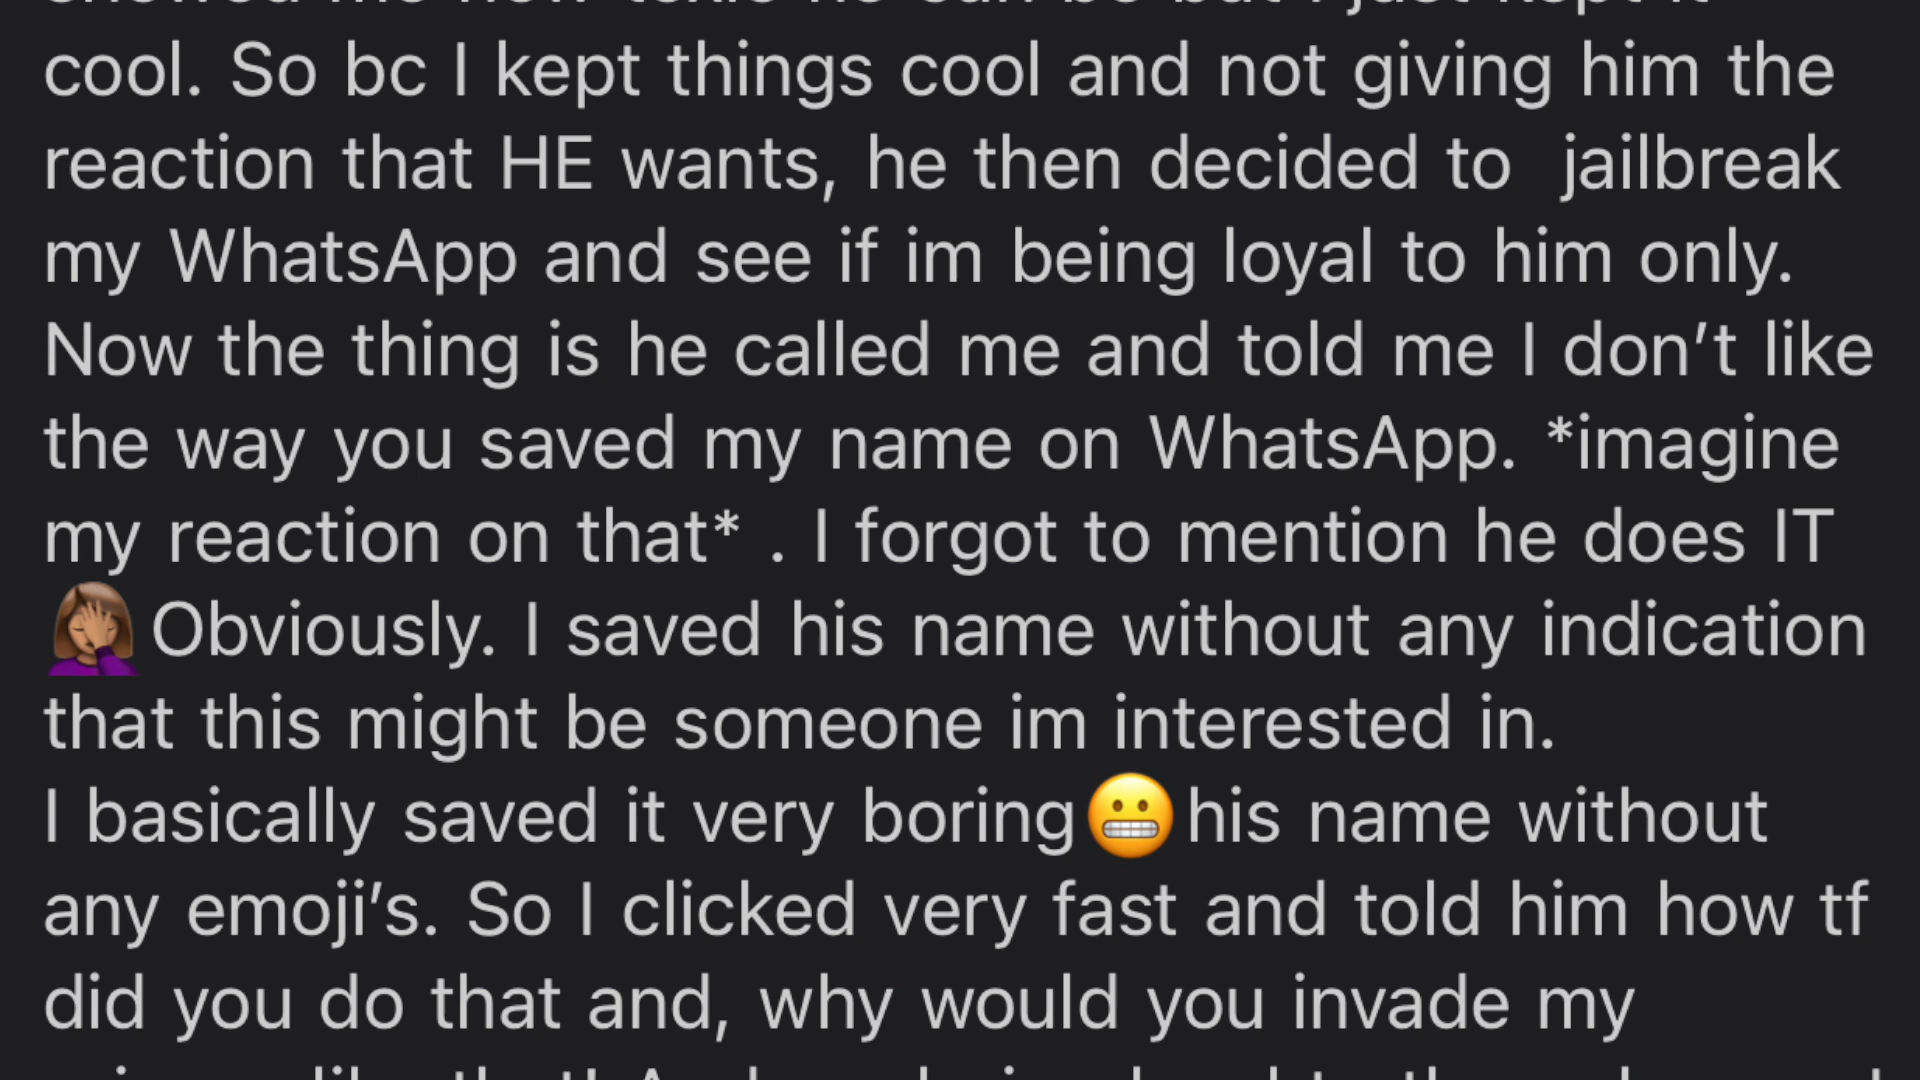 cool. So bc I kept things cool and not giving him the
reaction that HE wants, he then decided to  jailbreak
my WhatsApp and see if im being loyal to him only.
Now the thing is he called me and told me I don’t like
the way you saved my name on WhatsApp. *imagine
my reaction on that* . I forgot to mention he does IT
🤦🏽‍♀️Obviously. I saved his name without any indication
that this might be someone im interested in.
I basically saved it very boring😬his name without
any emoji’s. So I clicked very fast and told him how tf
did you do that and, why would you invade my